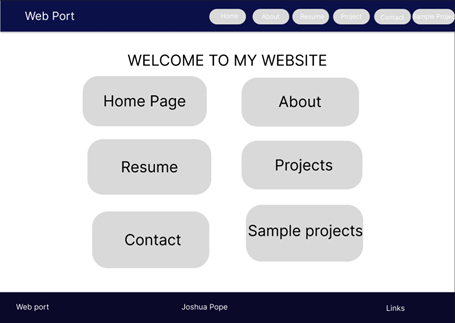 Web Port
Home
About
Resume
Project
Contact
Sample Projec
WELCOME TO MY WEBSITE
Home Page
About
Resume
Projects
Contact
Sample projects
Web port
Joshua Pope
Links